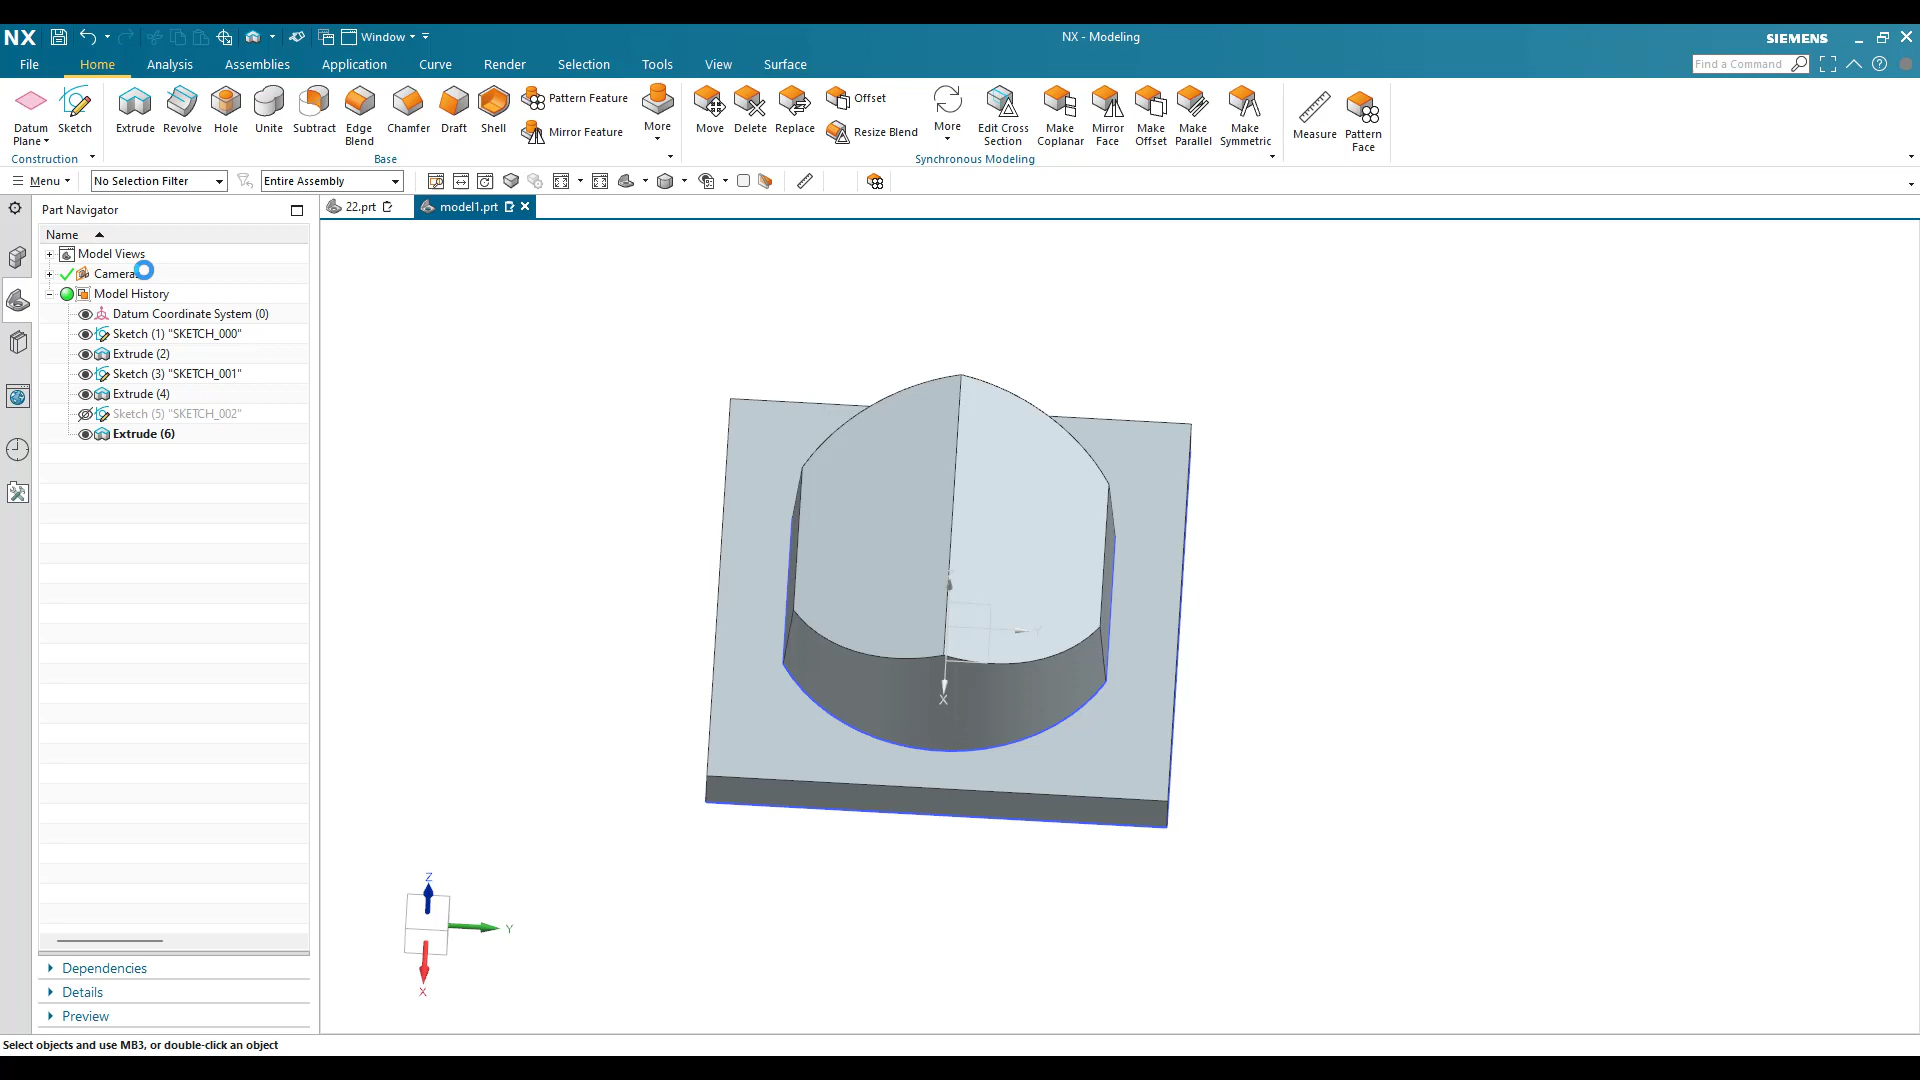 NX
Window
NX - Modeling
SIEMENS
File
Home
Analysis
Assemblies
Application
Curve
Render
Selection
Tools
View
Surface
Find a Command
Datum Plane
Sketch
Extrude
Revolve
Hole
Unite
Subtract
Edge Blend
Chamfer
Draft
Shell
Pattern Feature
Mirror Feature
More
Move
Delete
Replace
Offset
Resize Blend
More
Edit Cross Section
Make Coplanar
Mirror Face
Make Offset
Make Parallel
Make Symmetric
Measure
Pattern Face
Construction
Base
Synchronous Modeling
Menu
No Selection Filter
Entire Assembly
Part Navigator
22.prt
model1.prt
Name
Model Views
Cameras
Model History
Datum Coordinate System (0)
Sketch (1) "SKETCH_000"
Extrude (2)
Sketch (3) "SKETCH_001"
Extrude (4)
Sketch (5) "SKETCH_002"
Extrude (6)
Y
X
Z
Y
X
Dependencies
Details
Preview
Select objects and use MB3, or double-click an object